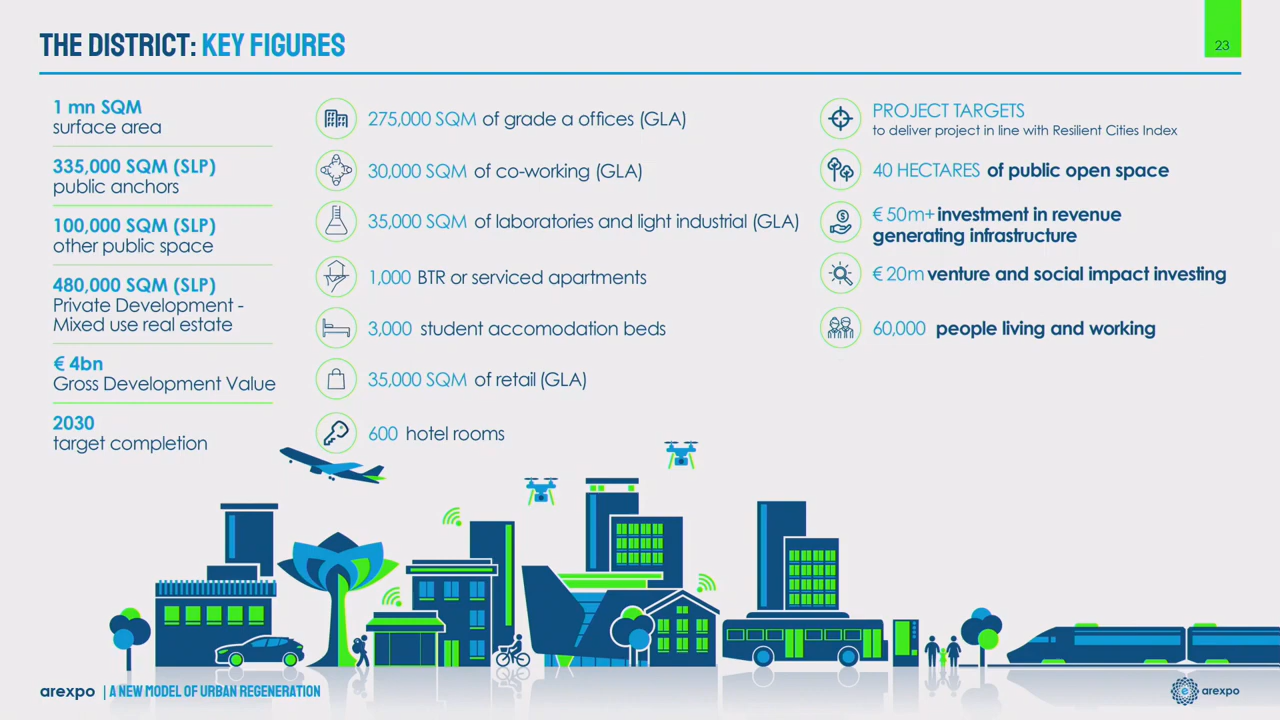 THE DISTRICT: KEY FIGURES
23
1 mn SQM
surface area
335,000 SQM (SLP)
public anchors
100,000 SQM (SLP)
other public space
480,000 SQM (SLP)
Private Development -
Mixed use real estate
€ 4bn
Gross Development Value
2030
target completion
275,000 SQM of grade a offices (GLA)
30,000 SQM of co-working (GLA)
35,000 SQM of laboratories and light industrial (GLA)
1,000 BTR or serviced apartments
3,000 student accomodation beds
35,000 SQM of retail (GLA)
600 hotel rooms
PROJECT TARGETS
to deliver project in line with Resilient Cities Index
40 HECTARES of public open space
€ 50m+ investment in revenue
generating infrastructure
€ 20m venture and social impact investing
60,000 people living and working
arexpo | A NEW MODEL OF URBAN REGENERATION
e arexpo